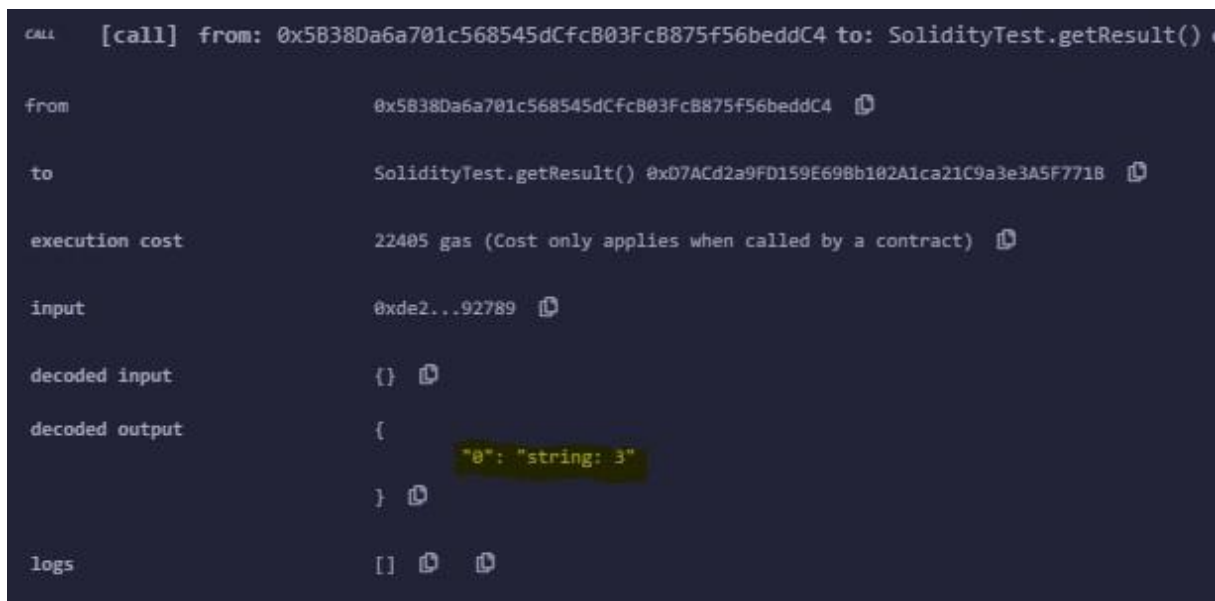 CALL [call] from: 0x5B38Da6a701c568545dCfcB03FcB875f56beddC4 to: SolidityTest.getResult()
from 0x5B38Da6a701c568545dCfcB03FcB875f56beddC4
to SolidityTest.getResult() 0xD7ACd2a9FD159E69Bb102A1ca21C9a3e3A5F771B
execution cost 22405 gas (Cost only applies when called by a contract)
input 0xde2...92789
decoded input {}
decoded output {
"0": "string: 3"
}
logs []